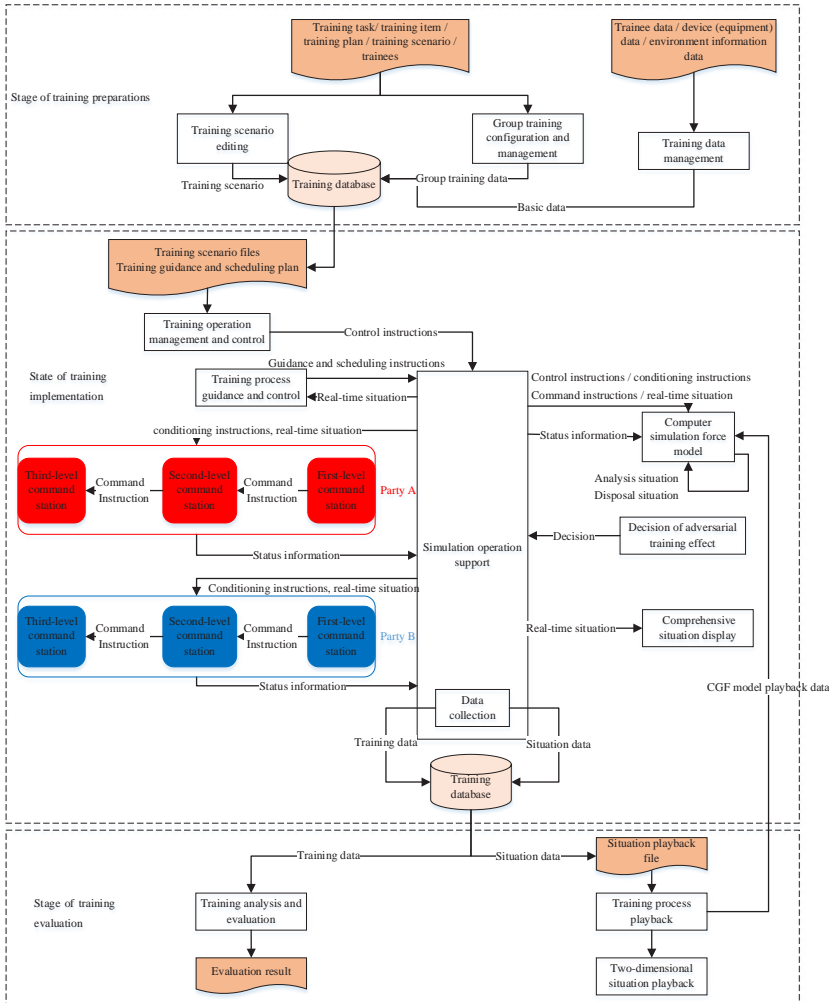 Training task/ training item /
training plan / training scenario /
trainees
Trainee data / device (equipment)
data / environment information
data
Stage of training preparations
Training scenario
editing
Group training
configuration and
management
Training data
management
Training scenario
Training database
Group training data
Basic data
Training scenario files
Training guidance and scheduling plan
Training operation
management and control
Control instructions
State of training
implementation
Guidance and scheduling instructions
Training process
guidance and control
Real-time situation
Control instructions / conditioning instructions
Command instructions / real-time situation
Status information
Computer
simulation force
model
Analysis situation
Disposal situation
conditioning instructions, real-time situation
Third-level
command
station
Command
Instruction
Second-level
command
station
Command
Instruction
First-level
command
station
Party A
Status information
Simulation operation
support
Decision
Decision of adversarial
training effect
Conditioning instructions, real-time situation
Third-level
command
station
Command
Instruction
Second-level
command
station
Command
Instruction
First-level
command
station
Party B
Real-time situation
Comprehensive
situation display
Status information
CGF model playback data
Data
collection
Training data
Situation data
Training
database
Training data
Situation data
Situation playback
file
Stage of training
evaluation
Training analysis and
evaluation
Training process
playback
Evaluation result
Two-dimensional
situation playback